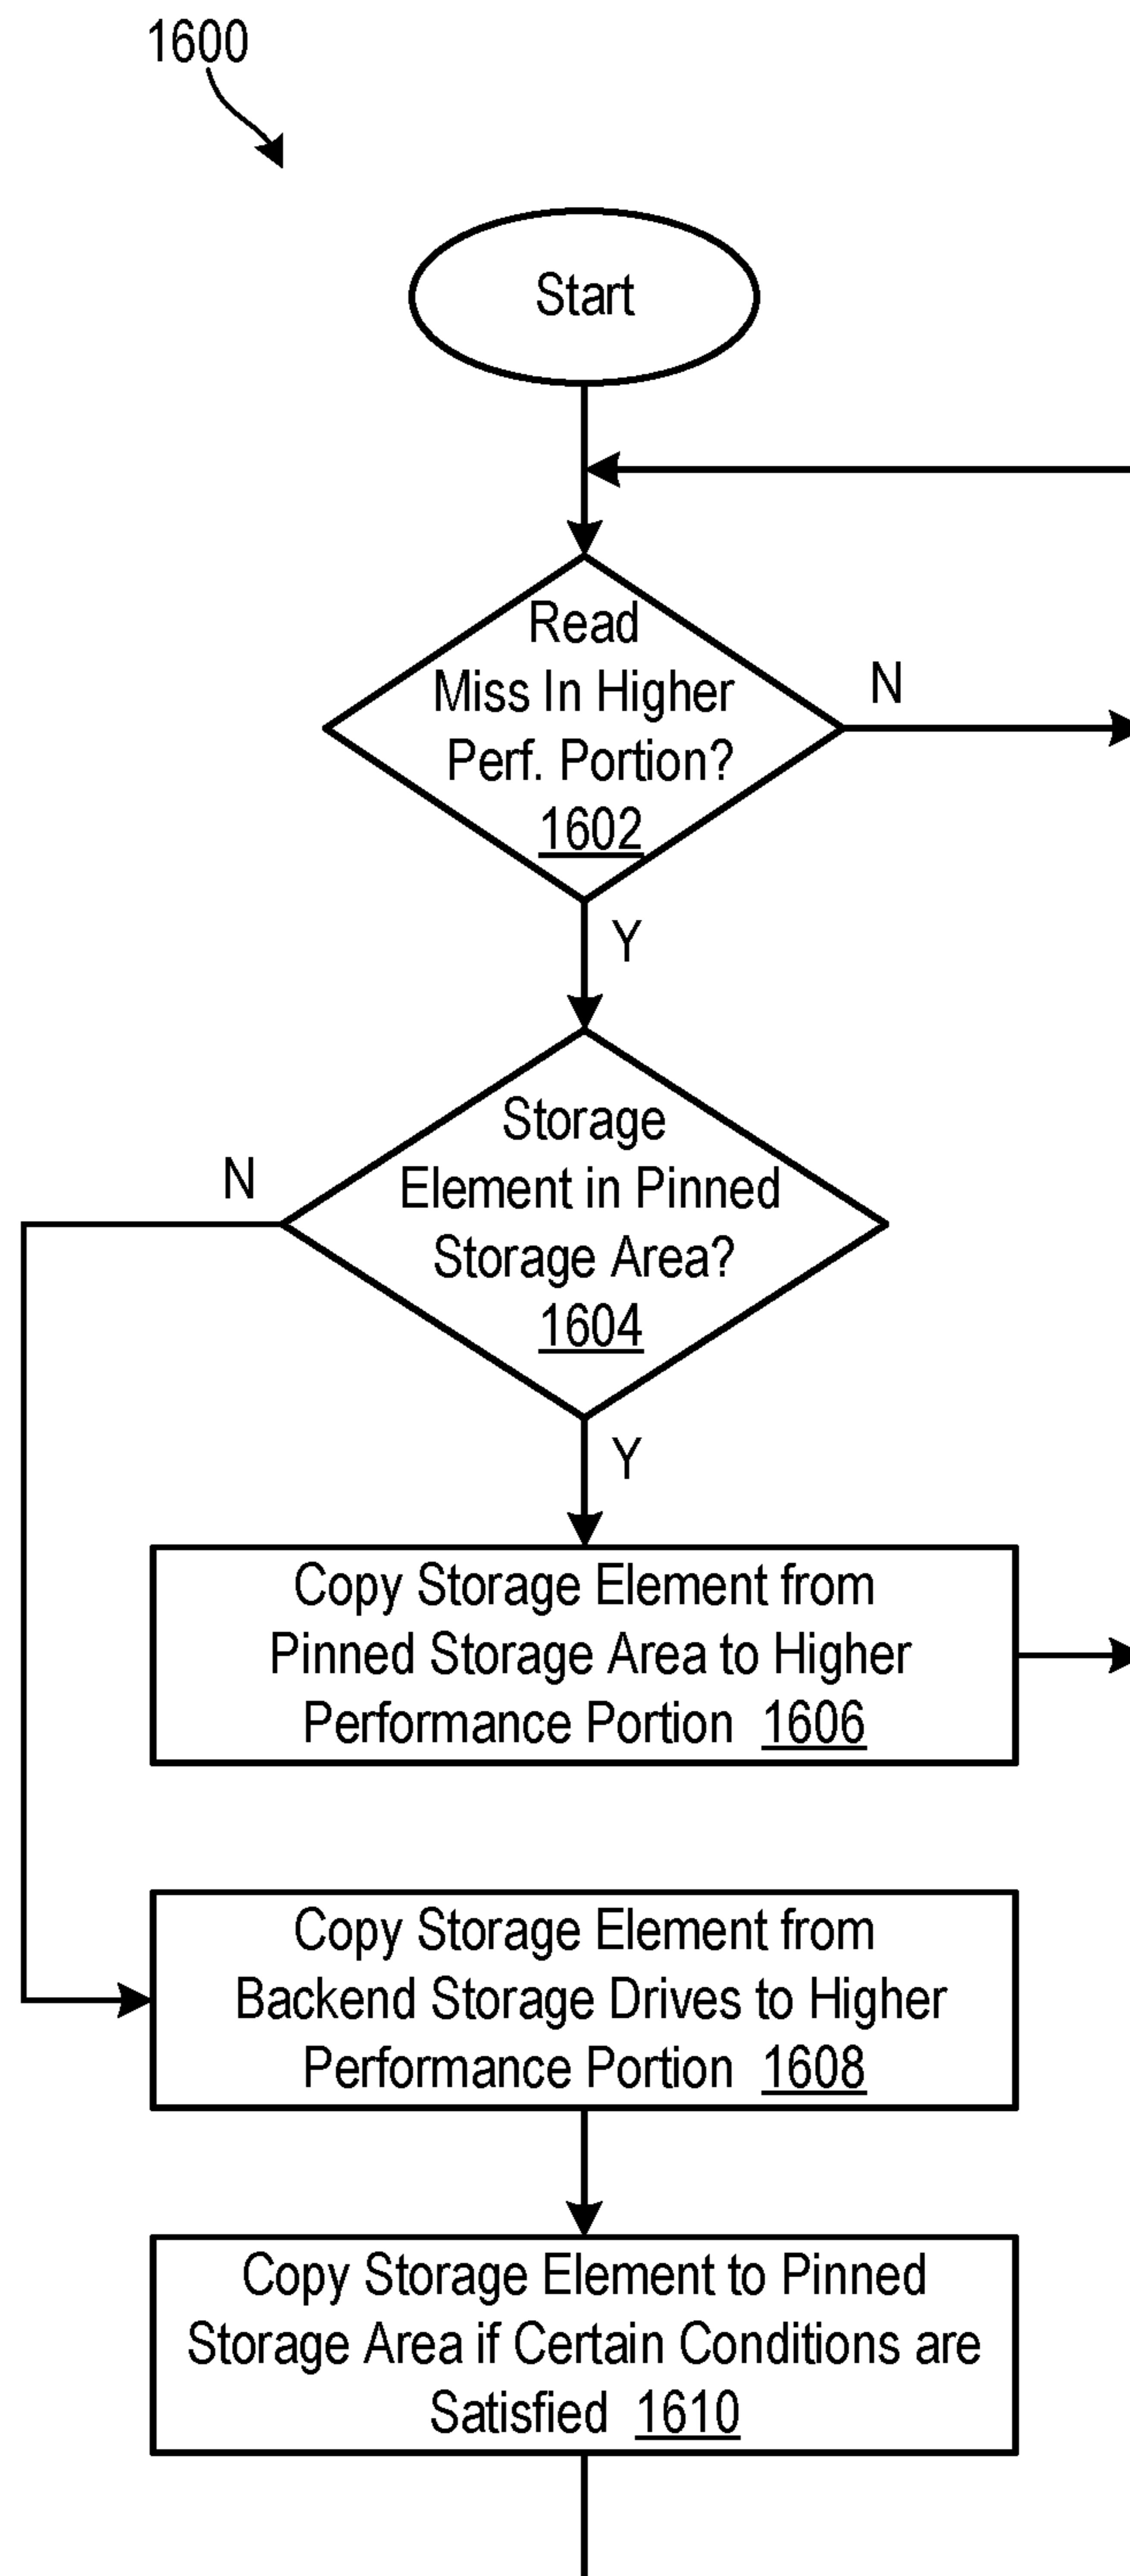 1600
Start
Read
Miss In Higher
Perf. Portion?
1602
N
Y
Storage
Element in Pinned
Storage Area?
1604
N
Y
Copy Storage Element from
Pinned Storage Area to Higher
Performance Portion 1606
Copy Storage Element from
Backend Storage Drives to Higher
Performance Portion 1608
Copy Storage Element to Pinned
Storage Area if Certain Conditions are
Satisfied 1610